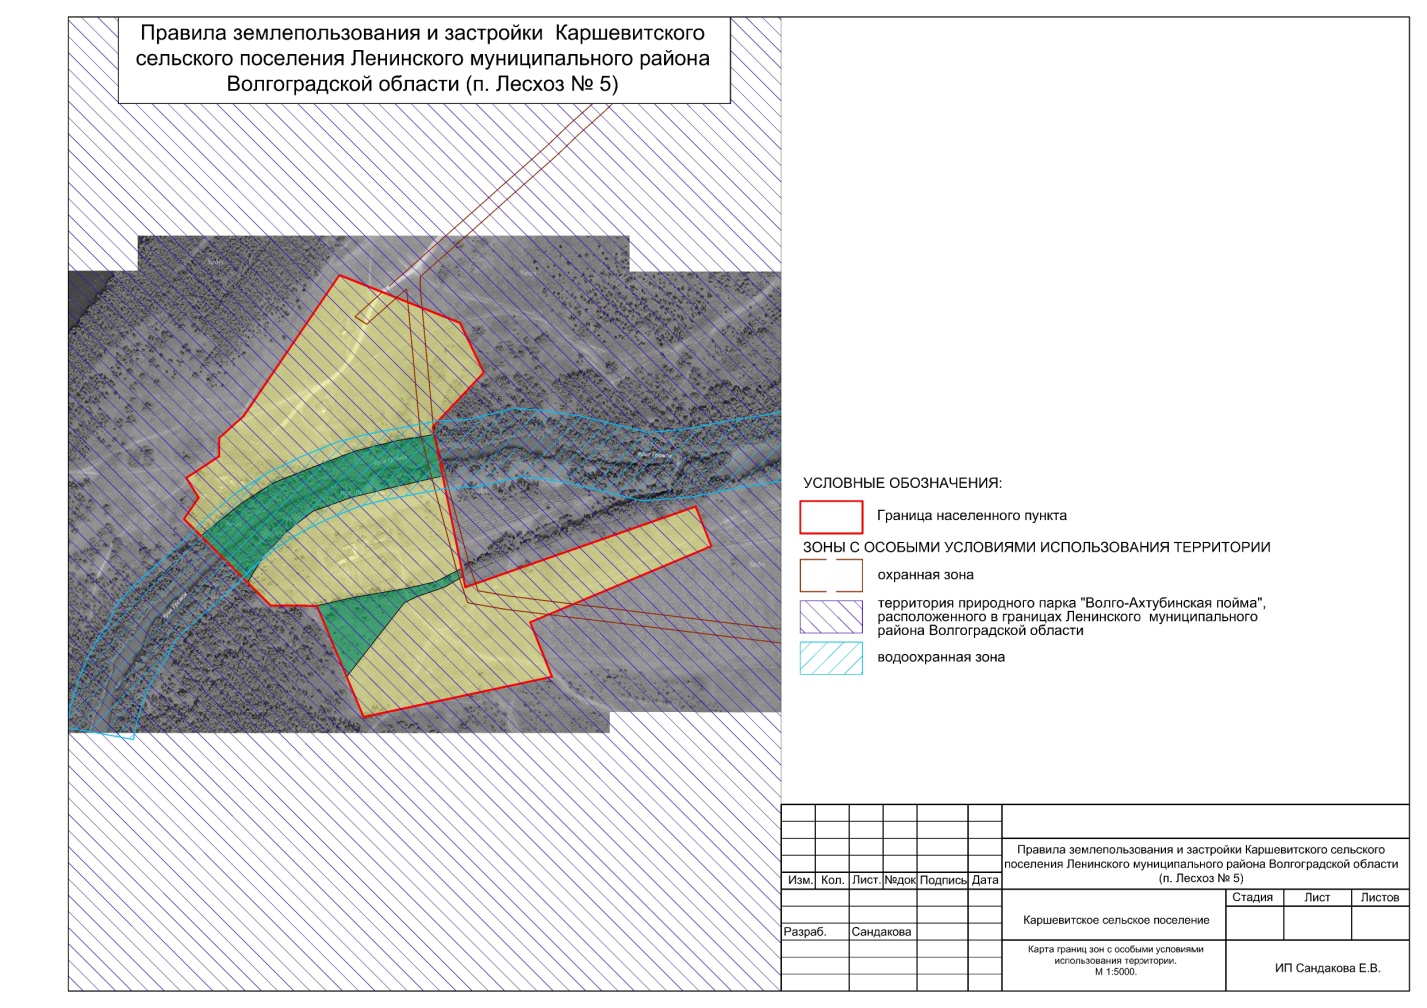 Правила землепользования и застройки Каршевитского
сельского поселения Ленинского муниципального района
Волгоградской области (п. Лесхоз № 5)
УСЛОВНЫЕ ОБОЗНАЧЕНИЯ:
Граница населенного пункта
ЗОНЫ С ОСОБЫМИ УСЛОВИЯМИ ИСПОЛЬЗОВАНИЯ ТЕРРИТОРИИ
охранная зона
территория природного парка "Волго-Ахтубинская пойма",
расположенного в границах Ленинского муниципального
района Волгоградской области
водоохранная зона
Правила землепользования и застройки Каршевитского сельского
поселения Ленинского муниципального района Волгоградской области
(п. Лесхоз № 5)
Изм. Кол. Лист. №док Подпись Дата
Стадия Лист Листов
Каршевитское сельское поселение
Разраб. Сандакова
Карта границ зон с особыми условиями
использования территории.
М 1:5000.
ИП Сандакова Е.В.